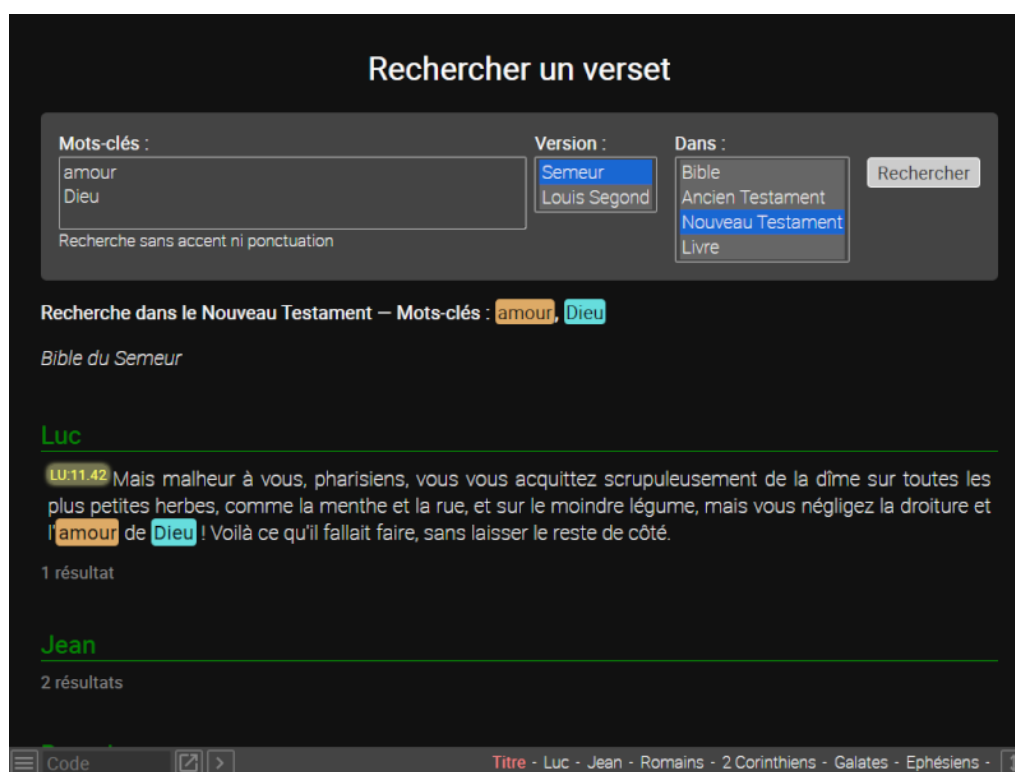 Rechercher un verset
Mots-clés :
amour
Dieu
Recherche sans accent ni ponctuation
Version :
Semeur
Louis Segond
Dans :
Bible
Ancien Testament
Nouveau Testament
Livre
Rechercher
Recherche dans le Nouveau Testament – Mots-clés : amour, Dieu
Bible du Semeur
Luc
LU:11.42 Mais malheur à vous, pharisiens, vous vous acquittez scrupuleusement de la dîme sur toutes les
plus petites herbes, comme la menthe et la rue, et sur le moindre légume, mais vous négligez la droiture et
l'amour de Dieu ! Voilà ce qu'il fallait faire, sans laisser le reste de côté.
1 résultat
Jean
2 résultats
Code
Titre - Luc - Jean - Romains - 2 Corinthiens - Galates - Ephésiens -